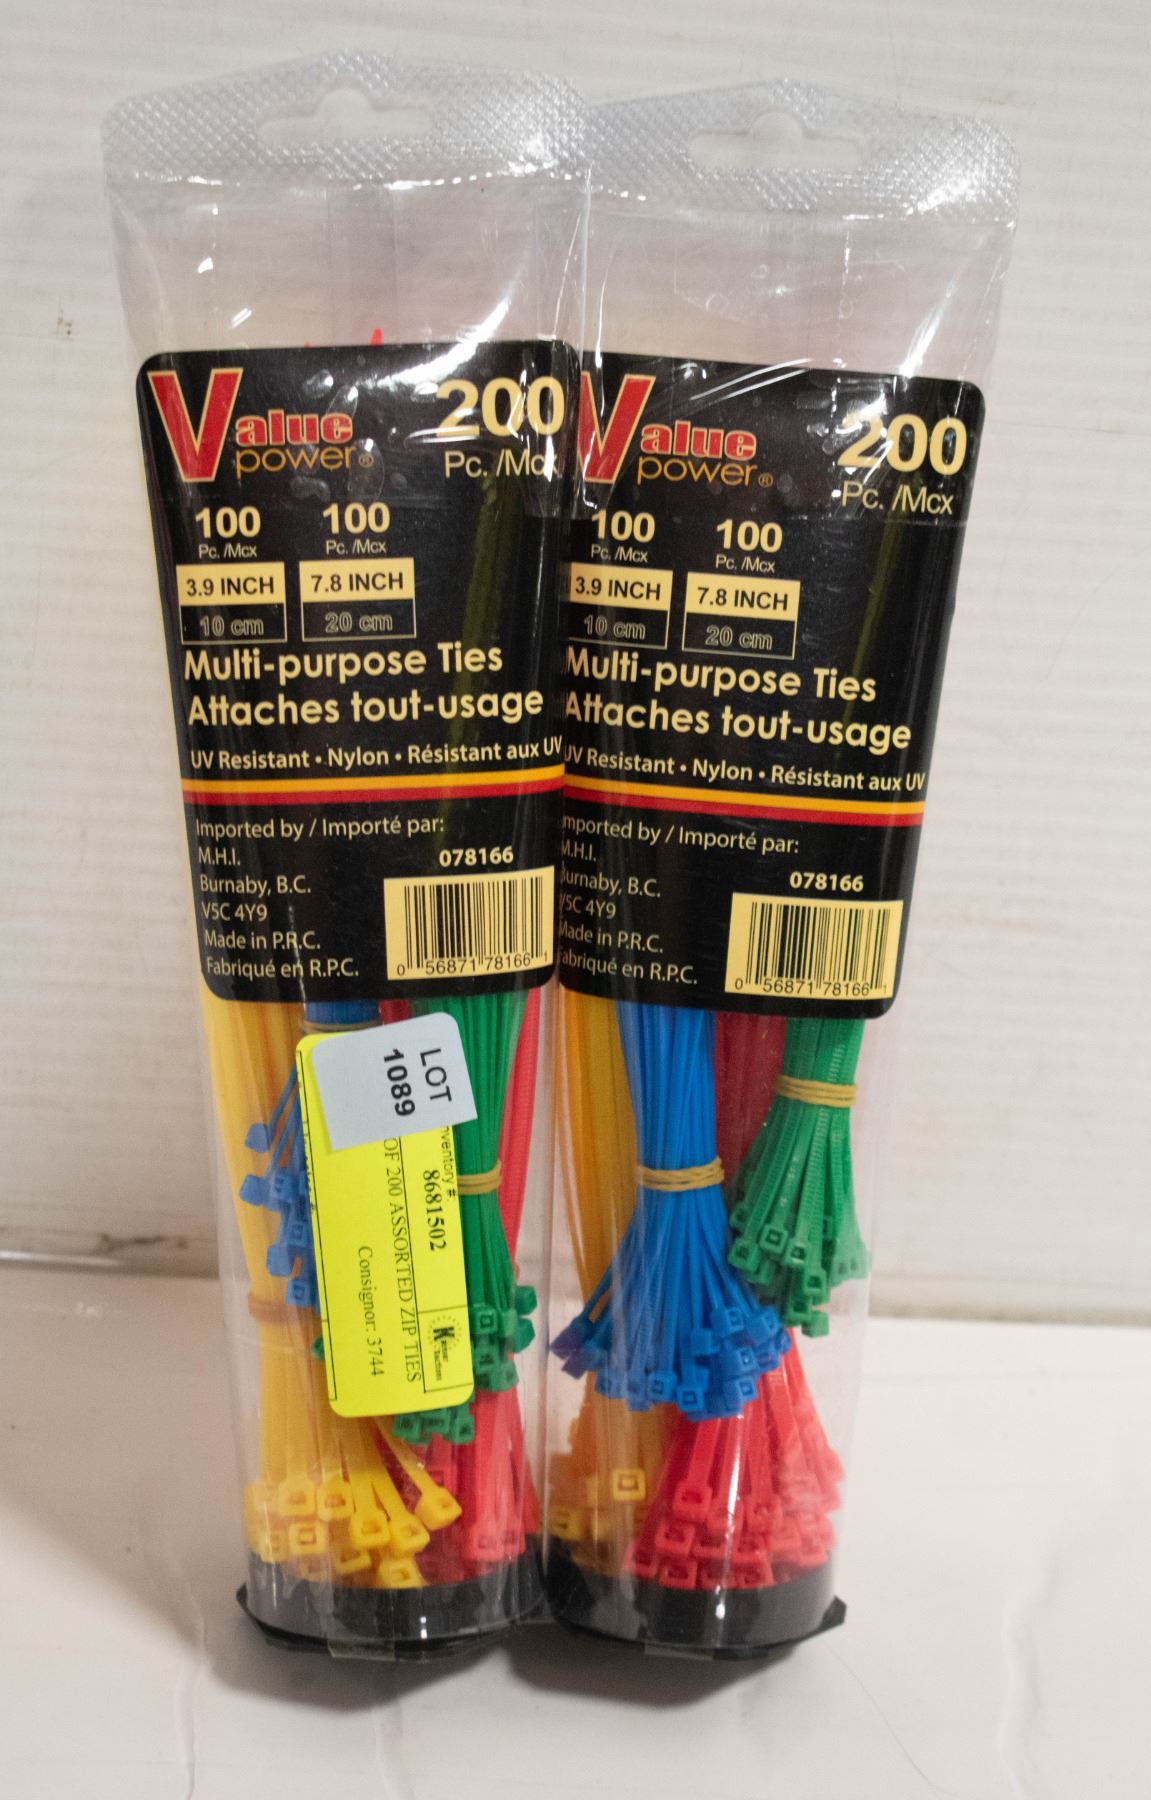 Value
power®
200
Pc. /Mcx
100
Pc. /Mcx
100
Pc. /Mcx
3.9 INCH
7.8 INCH
10 cm
20 cm
Multi-purpose Ties
Attaches tout-usage
UV Resistant • Nylon • Résistant aux UV
Imported by / Importé par:
M.H.I.
Burnaby, B.C.
V5C 4Y9
Made in P.R.C.
Fabriqué en R.P.C.
078166
0 56871 78166 1
LOT
1089
Inventory #:
8681502
OF 200 ASSORTED ZIP TIES
Consignor: 3744
Value
power®
200
Pc. /Mcx
100
Pc. /Mcx
100
Pc. /Mcx
3.9 INCH
7.8 INCH
10 cm
20 cm
Multi-purpose Ties
Attaches tout-usage
UV Resistant • Nylon • Résistant aux UV
Imported by / Importé par:
M.H.I.
Burnaby, B.C.
V5C 4Y9
Made in P.R.C.
Fabriqué en R.P.C.
078166
0 56871 78166 1